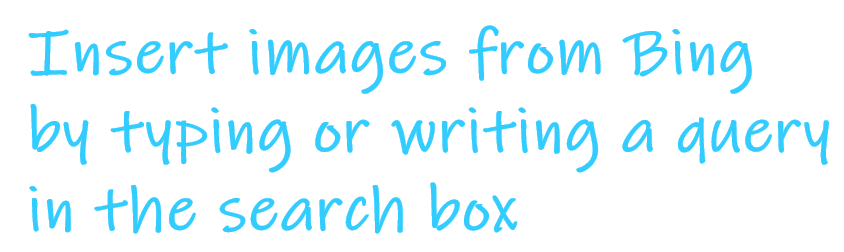 Insert images from Bing
by typing or writing a query
in the search box